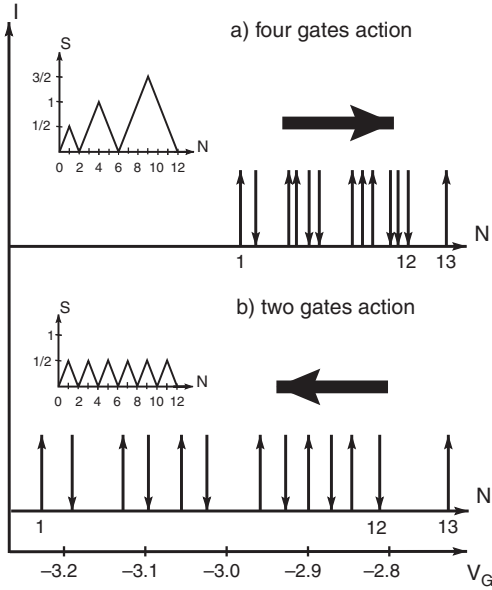 I
a) four gates action
S
3/2
1
1/2
N
0 2 4 6 8 10 12
N
1 12 13
b) two gates action
S
1
1/2
N
0 2 4 6 8 10 12
N
1 12 13
–3.2 –3.1 –3.0 –2.9 –2.8
V_G